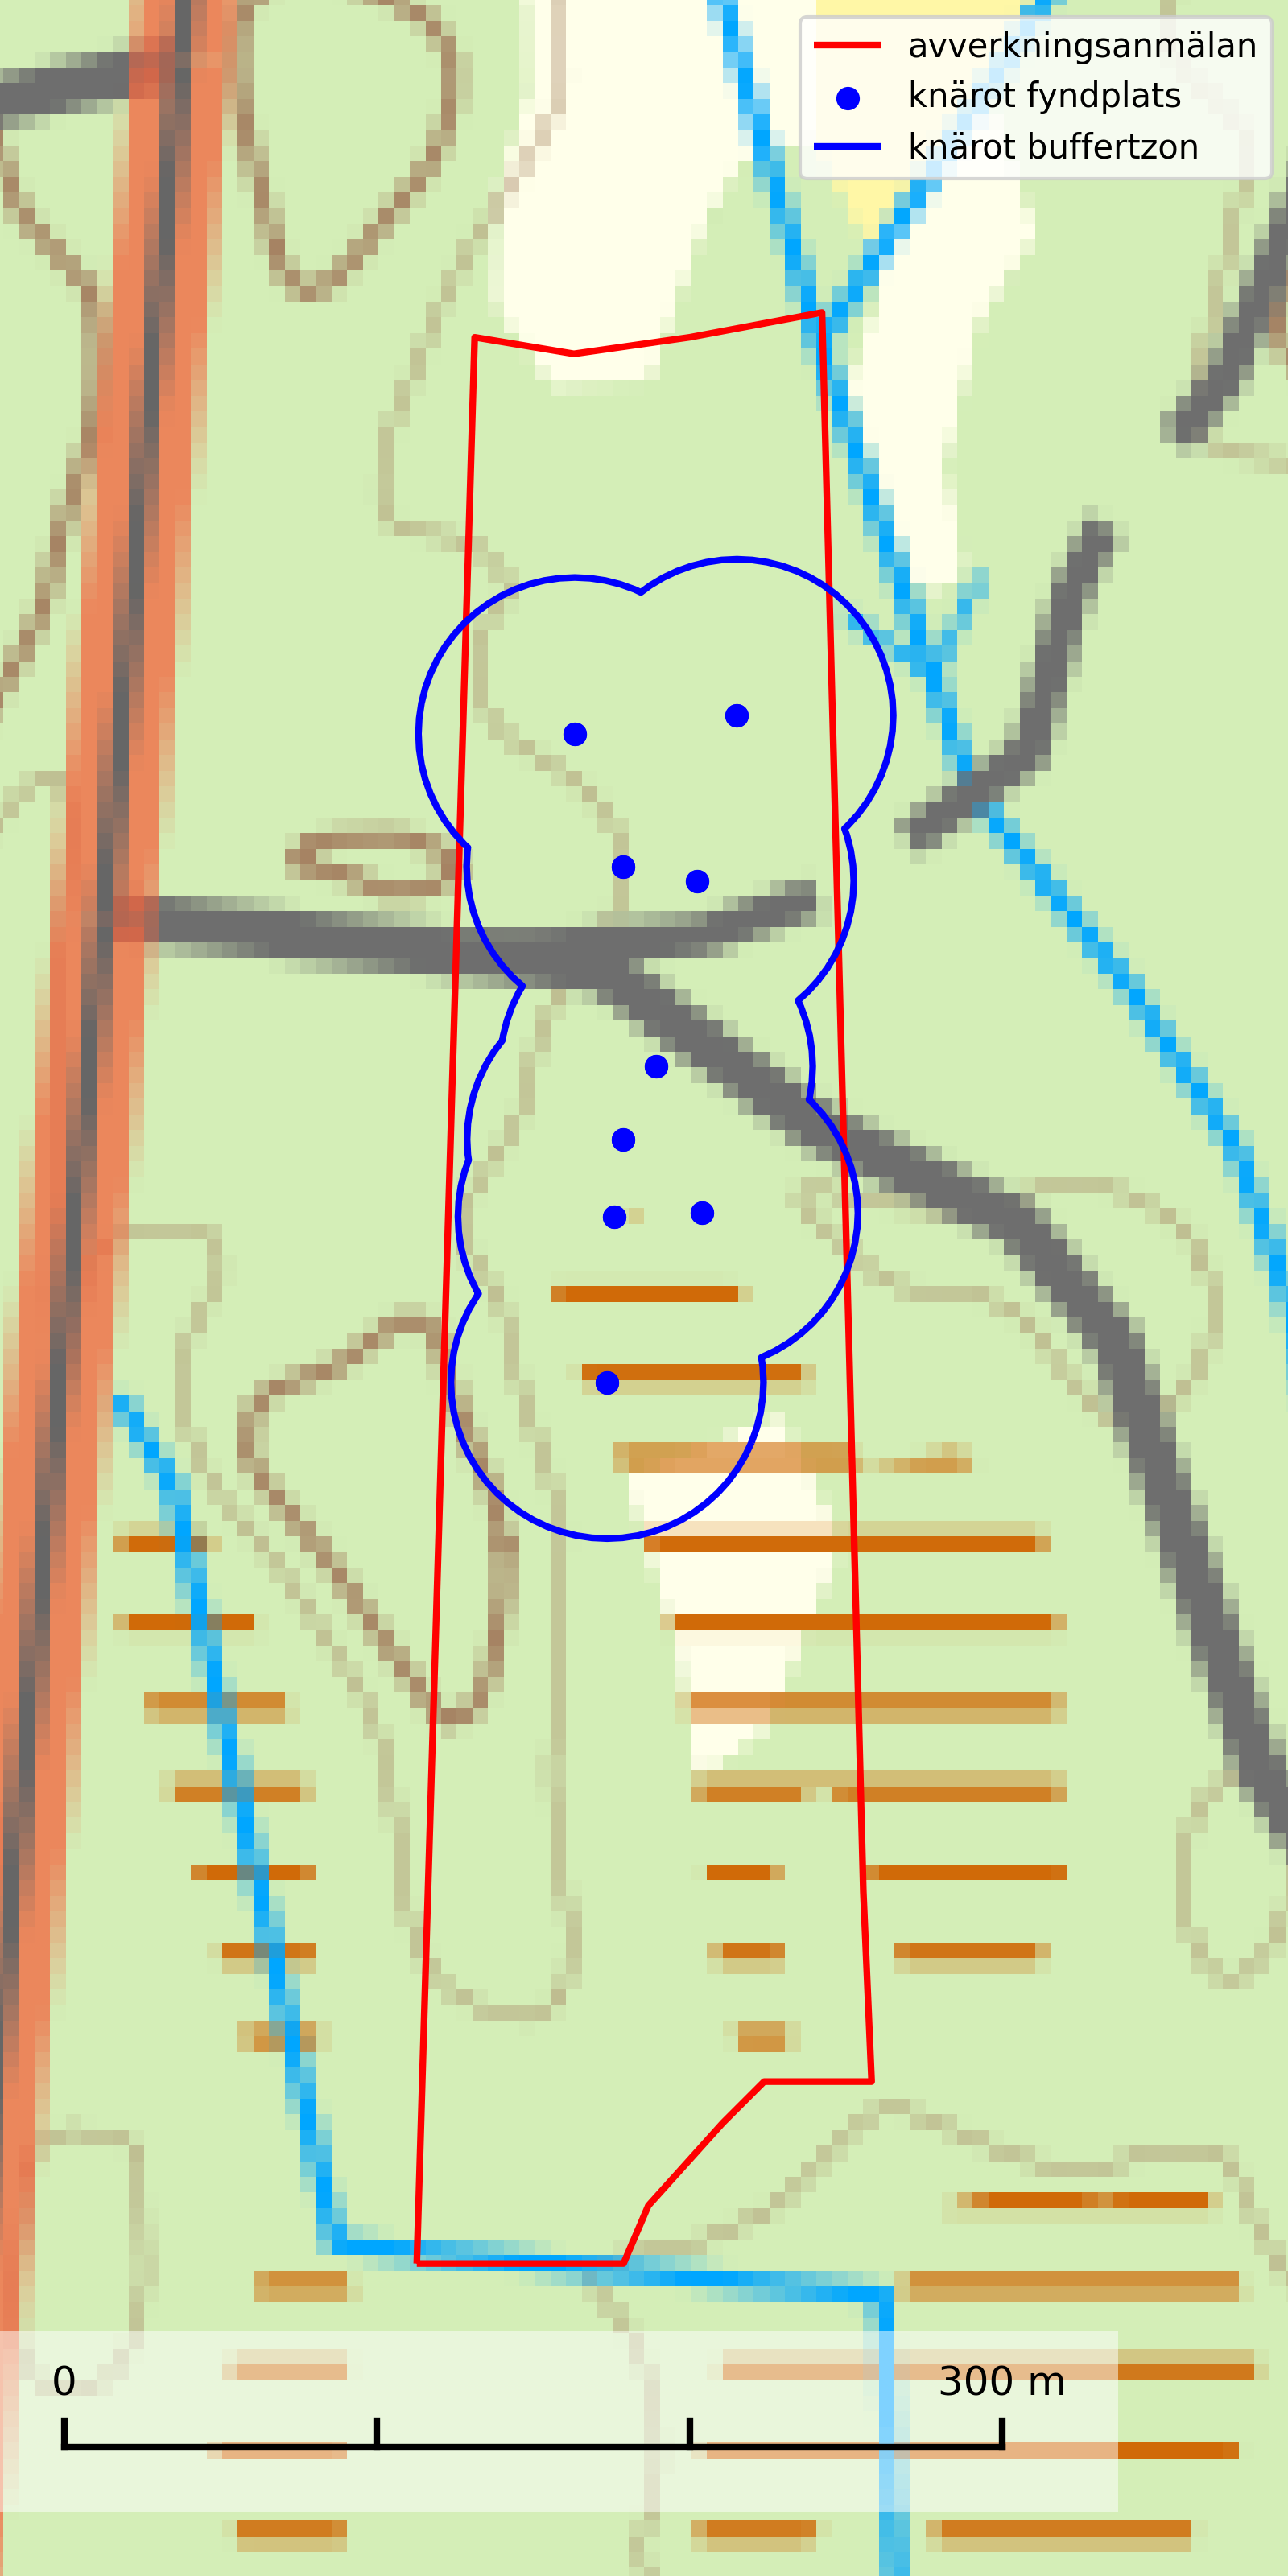 avverkningsanmälan
knärot fyndplats
knärot buffertzon
0 300 m